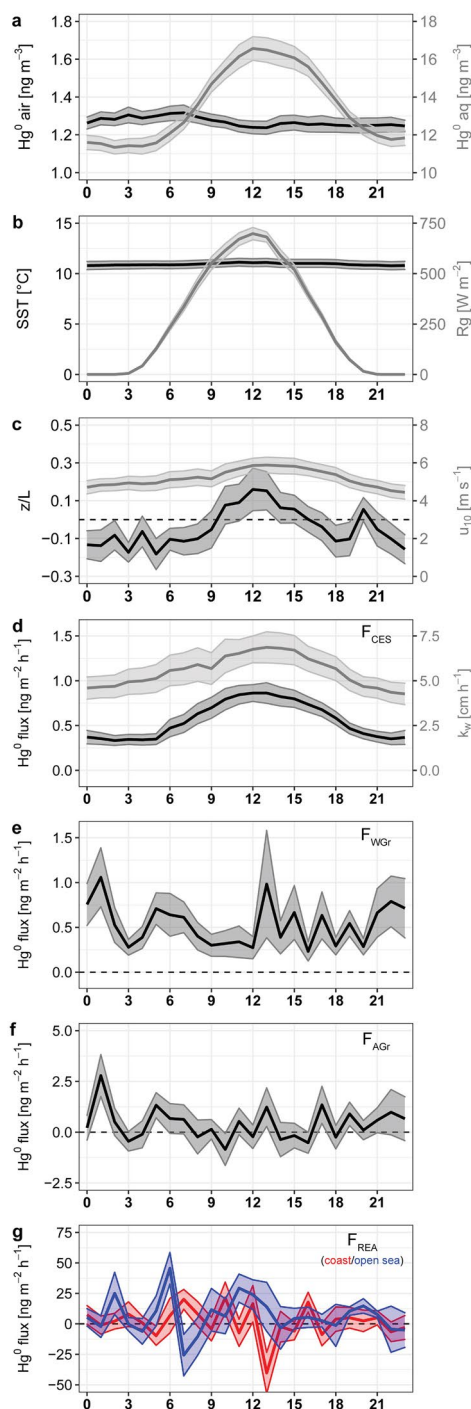 a
1.8
1.6
1.4
1.2
1.0
18
16
14
12
10
Hg⁰ air [ng m⁻³]
Hg⁰ aq [ng m⁻³]
0 3 6 9 12 15 18 21
b
15
10
5
0
750
500
250
0
SST [°C]
Rg [W m⁻²]
0 3 6 9 12 15 18 21
c
0.5
0.3
0.1
−0.1
−0.3
8
6
4
2
0
z/L
u₁₀ [m s⁻¹]
0 3 6 9 12 15 18 21
d
F_CES
1.5
1.0
0.5
0.0
7.5
5.0
2.5
0.0
Hg⁰ flux [ng m⁻² h⁻¹]
k_w [cm h⁻¹]
0 3 6 9 12 15 18 21
e
F_WGr
1.5
1.0
0.5
0.0
Hg⁰ flux [ng m⁻² h⁻¹]
0 3 6 9 12 15 18 21
f
F_AGr
5.0
2.5
0.0
−2.5
Hg⁰ flux [ng m⁻² h⁻¹]
0 3 6 9 12 15 18 21
g
F_REA
(coast/open sea)
75
50
25
0
−25
−50
Hg⁰ flux [ng m⁻² h⁻¹]
0 3 6 9 12 15 18 21